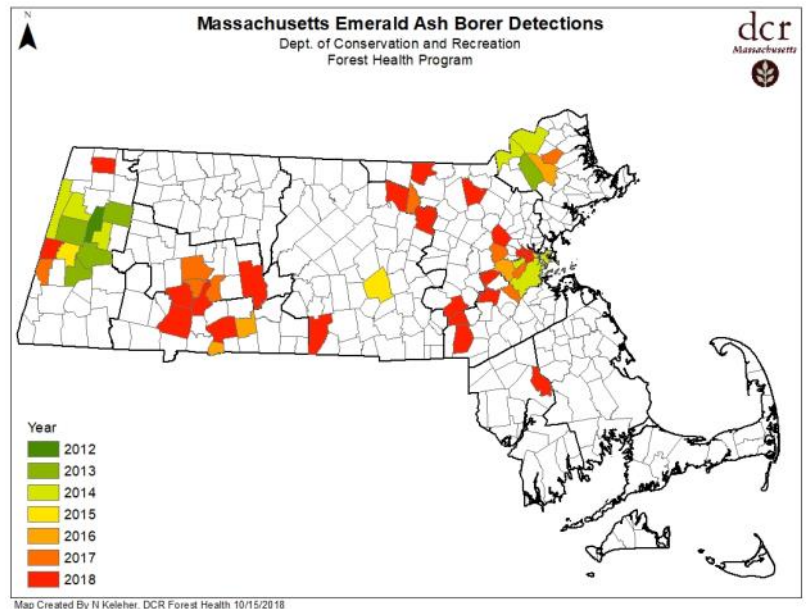 N
Massachusetts Emerald Ash Borer Detections
Dept. of Conservation and Recreation
Forest Health Program
dcr
Massachusetts
Year
2012
2013
2014
2015
2016
2017
2018
Map Created By N Keleher, DCR Forest Health 10/15/2018